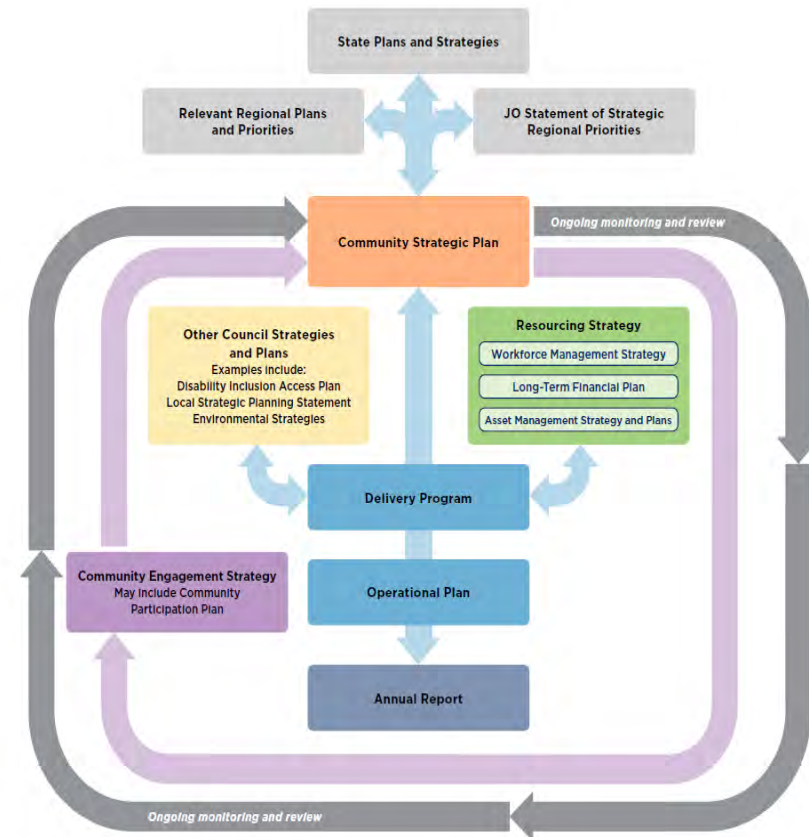 State Plans and Strategies
Relevant Regional Plans
and Priorities
JO Statement of Strategic
Regional Priorities
Ongoing monitoring and review
Community Strategic Plan
Other Council Strategies
and Plans
Examples include:
Disability Inclusion Access Plan
Local Strategic Planning Statement
Environmental Strategies
Resourcing Strategy
Workforce Management Strategy
Long-Term Financial Plan
Asset Management Strategy and Plans
Delivery Program
Community Engagement Strategy
May Include Community
Participation Plan
Operational Plan
Annual Report
Ongoing monitoring and review